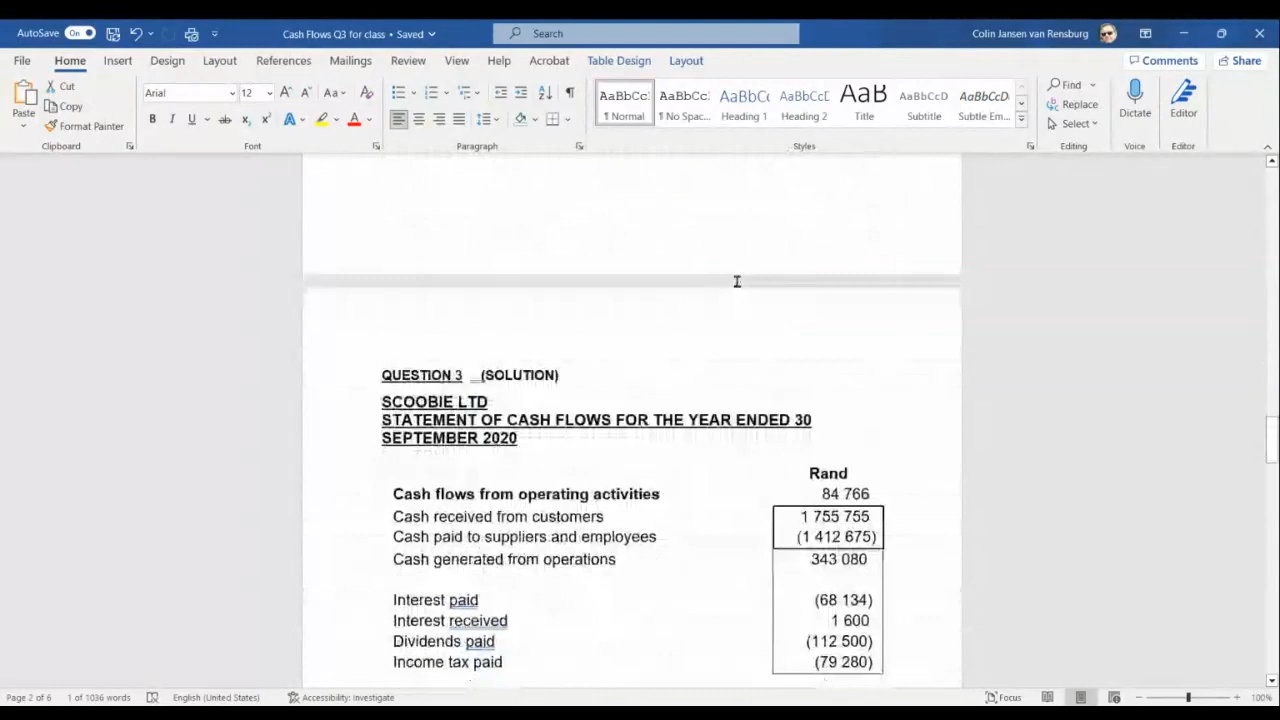 AutoSave On Cash Flows Q3 for class • Saved Search Colin Jansen van Rensburg
File Home Insert Design Layout References Mailings Review View Help Acrobat Table Design Layout Comments Share
Paste Cut Copy Format Painter
Arial 12 Aa
AaBbCc AaBbCc AaBbCc AaBbCcD AaB AaBbCcD AaBbCcD
¶ Normal ¶ No Spac... Heading 1 Heading 2 Title Subtitle Subtle Em...
Find Replace Select Dictate Editor
Clipboard Font Paragraph Styles Editing Voice Editor
QUESTION 3 (SOLUTION)
SCOOBIE LTD
STATEMENT OF CASH FLOWS FOR THE YEAR ENDED 30
SEPTEMBER 2020
Rand
Cash flows from operating activities 84 766
Cash received from customers 1 755 755
Cash paid to suppliers and employees (1 412 675)
Cash generated from operations 343 080
Interest paid (68 134)
Interest received 1 600
Dividends paid (112 500)
Income tax paid (79 280)
Page 2 of 6 1 of 1036 words English (United States) Accessibility: Investigate Focus 100%